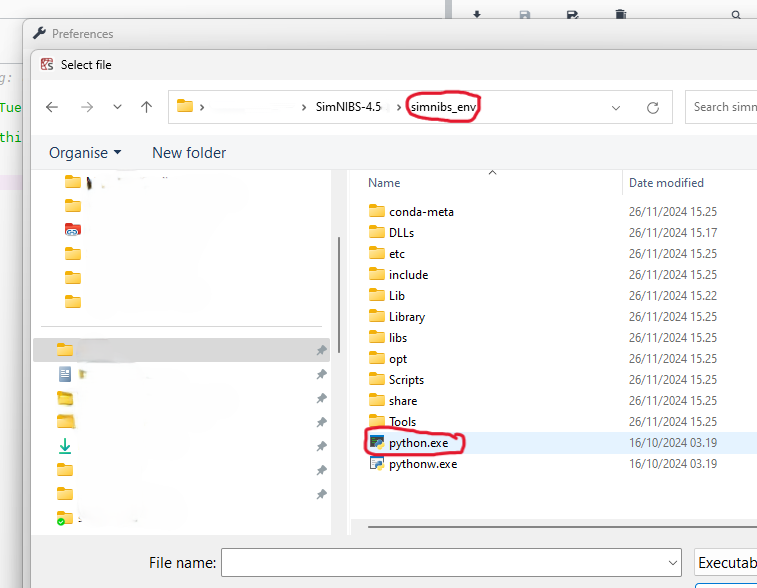 Preferences
Select file
g:
Tue
thi
SimNIBS-4.5
simnibs_env
Search simn
Organise
New folder
Name
Date modified
conda-meta 26/11/2024 15.25
DLLs 26/11/2024 15.17
etc 26/11/2024 15.25
include 26/11/2024 15.25
Lib 26/11/2024 15.22
Library 26/11/2024 15.25
libs 26/11/2024 15.25
opt 26/11/2024 15.25
Scripts 26/11/2024 15.25
share 26/11/2024 15.25
Tools 26/11/2024 15.25
python.exe 16/10/2024 03.19
pythonw.exe 16/10/2024 03.19
File name:
Executab